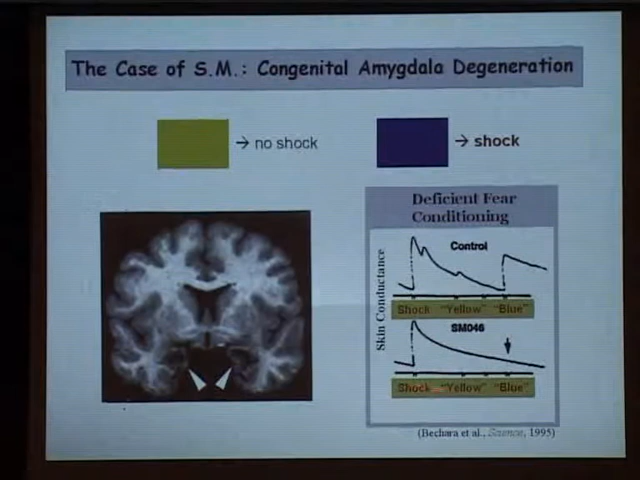 The Case of S.M.: Congenital Amygdala Degeneration
→ no shock
→ shock
Deficient Fear
Conditioning
Skin Conductance
Control
Shock "Yellow" "Blue"
SM046
Shock "Yellow" "Blue"
(Bechara et al., Science, 1995)